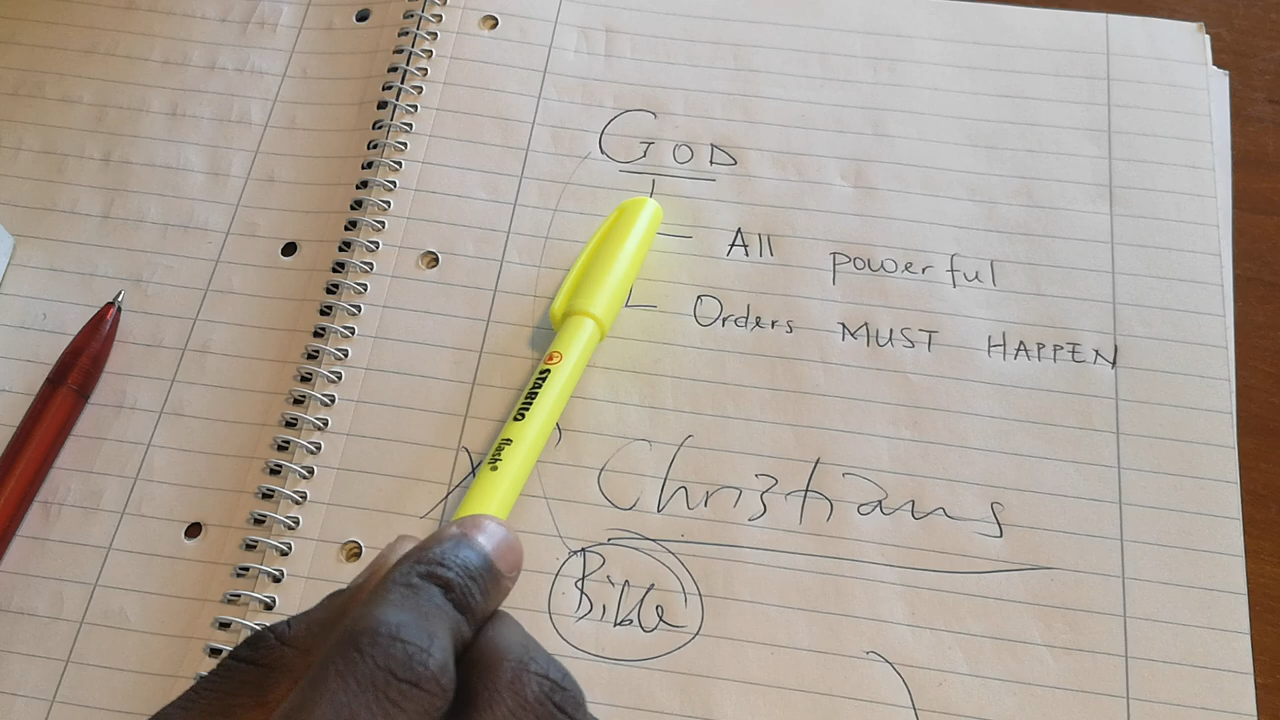 GOD
All powerful
Orders MUST HAPPEN
STABILO flash®
Christians
Bible